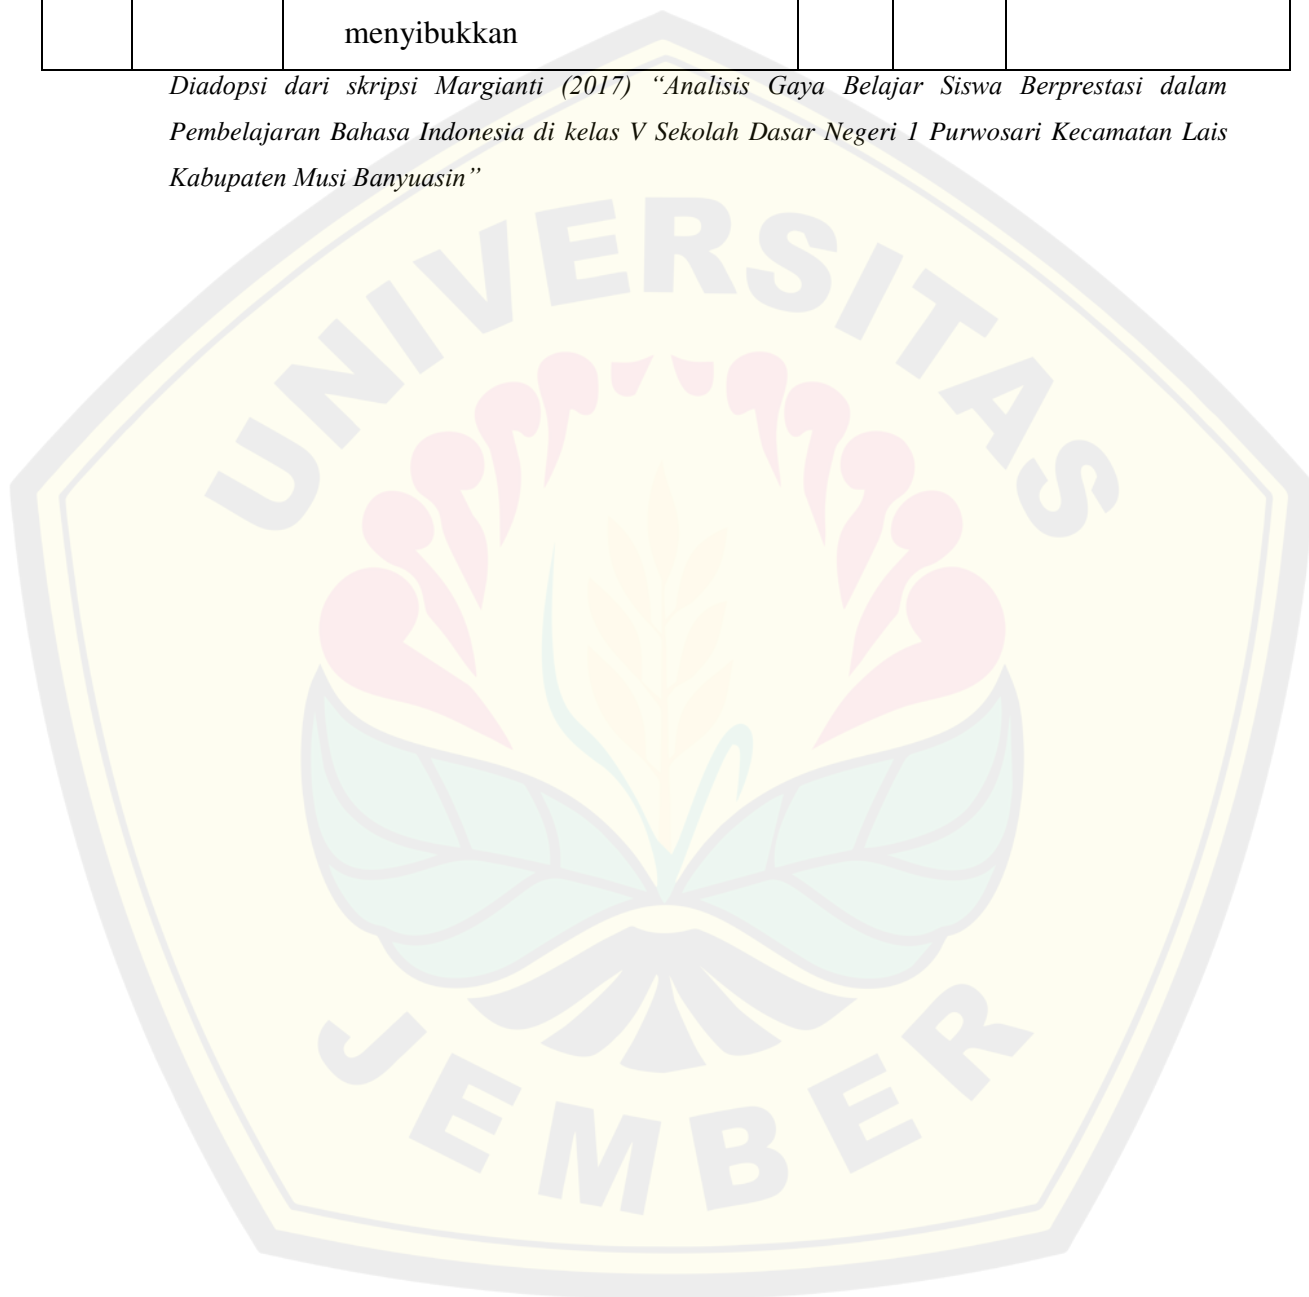 menyibukkan
Diadopsi dari skripsi Margianti (2017) “Analisis Gaya Belajar Siswa Berprestasi dalam
Pembelajaran Bahasa Indonesia di kelas V Sekolah Dasar Negeri 1 Purwosari Kecamatan Lais
Kabupaten Musi Banyuasin”
UNIVERSITAS
JEMBER